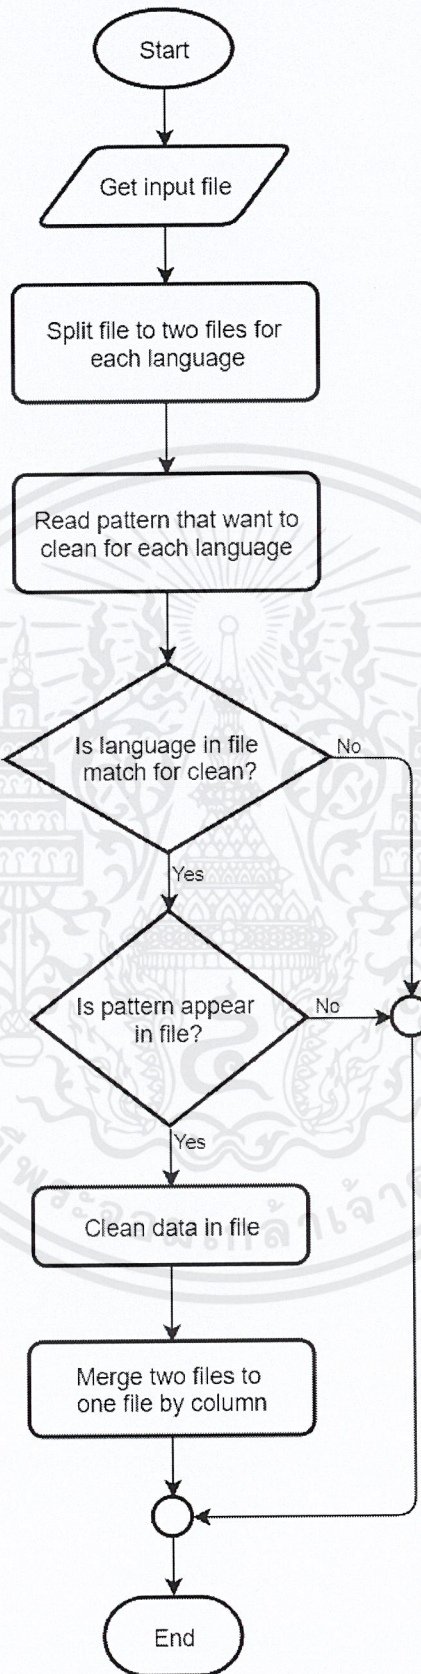 Start
Get input file
Split file to two files for
each language
Read pattern that want to
clean for each language
Is language in file
match for clean?
No
Yes
Is pattern appear
in file?
No
Yes
Clean data in file
Merge two files to
one file by column
End